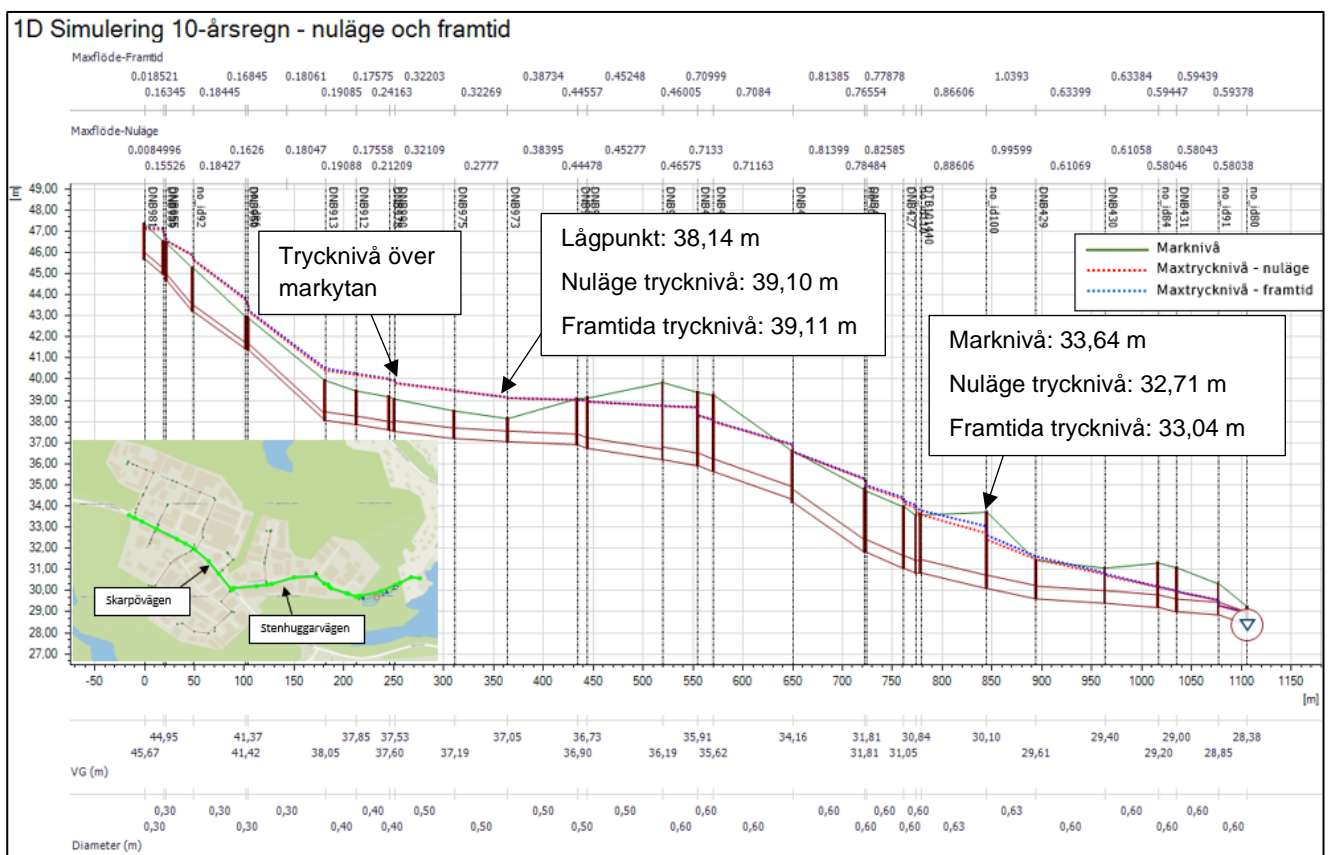 1D Simulering 10-årsregn - nuläge och framtid
Maxflöde-Framtid
0.018521 0.16845 0.18061 0.17575 0.32203 0.38734 0.45248 0.70999 0.81385 0.77878 1.0393 0.63384 0.59439
0.16345 0.18445 0.19085 0.24163 0.32269 0.44557 0.46005 0.7084 0.76554 0.86606 0.63399 0.59447 0.59378
Maxflöde-Nuläge
0.0084996 0.1626 0.18047 0.17558 0.32109 0.38395 0.45277 0.7133 0.81399 0.82585 0.99599 0.61058 0.58043
0.15526 0.18427 0.19088 0.21209 0.2777 0.44478 0.46575 0.71163 0.78484 0.88606 0.61069 0.58046 0.58038
[m]
49,00
48,00
47,00
46,00
45,00
44,00
43,00
42,00
41,00
40,00
39,00
38,00
37,00
36,00
35,00
34,00
33,00
32,00
31,00
30,00
29,00
28,00
27,00
DNB981
no_id92
DNB913
DNB912
DNB975
DNB973
no_id100
DNB429
DNB430
no_id84
DNB431
no_id91
no_id80
Trycknivå över
markytan
Lågpunkt: 38,14 m
Nuläge trycknivå: 39,10 m
Framtida trycknivå: 39,11 m
Marknivå
Maxtrycknivå - nuläge
Maxtrycknivå - framtid
Marknivå: 33,64 m
Nuläge trycknivå: 32,71 m
Framtida trycknivå: 33,04 m
Skarpövägen
Stenhuggarvägen
-50 0 50 100 150 200 250 300 350 400 450 500 550 600 650 700 750 800 850 900 950 1000 1050 1100 1150
[m]
44,95 41,37 37,85 37,53 37,05 36,73 35,91 34,16 31,81 30,84 30,10 29,40 29,00 28,38
45,67 41,42 38,05 37,60 37,19 36,90 36,19 35,62 31,81 31,05 29,61 29,20 28,85
VG (m)
0,30 0,30 0,30 0,40 0,50 0,50 0,50 0,60 0,60 0,60 0,60 0,63 0,60 0,60
0,30 0,30 0,40 0,40 0,50 0,50 0,60 0,60 0,60 0,60 0,63 0,60 0,60 0,60
Diameter (m)